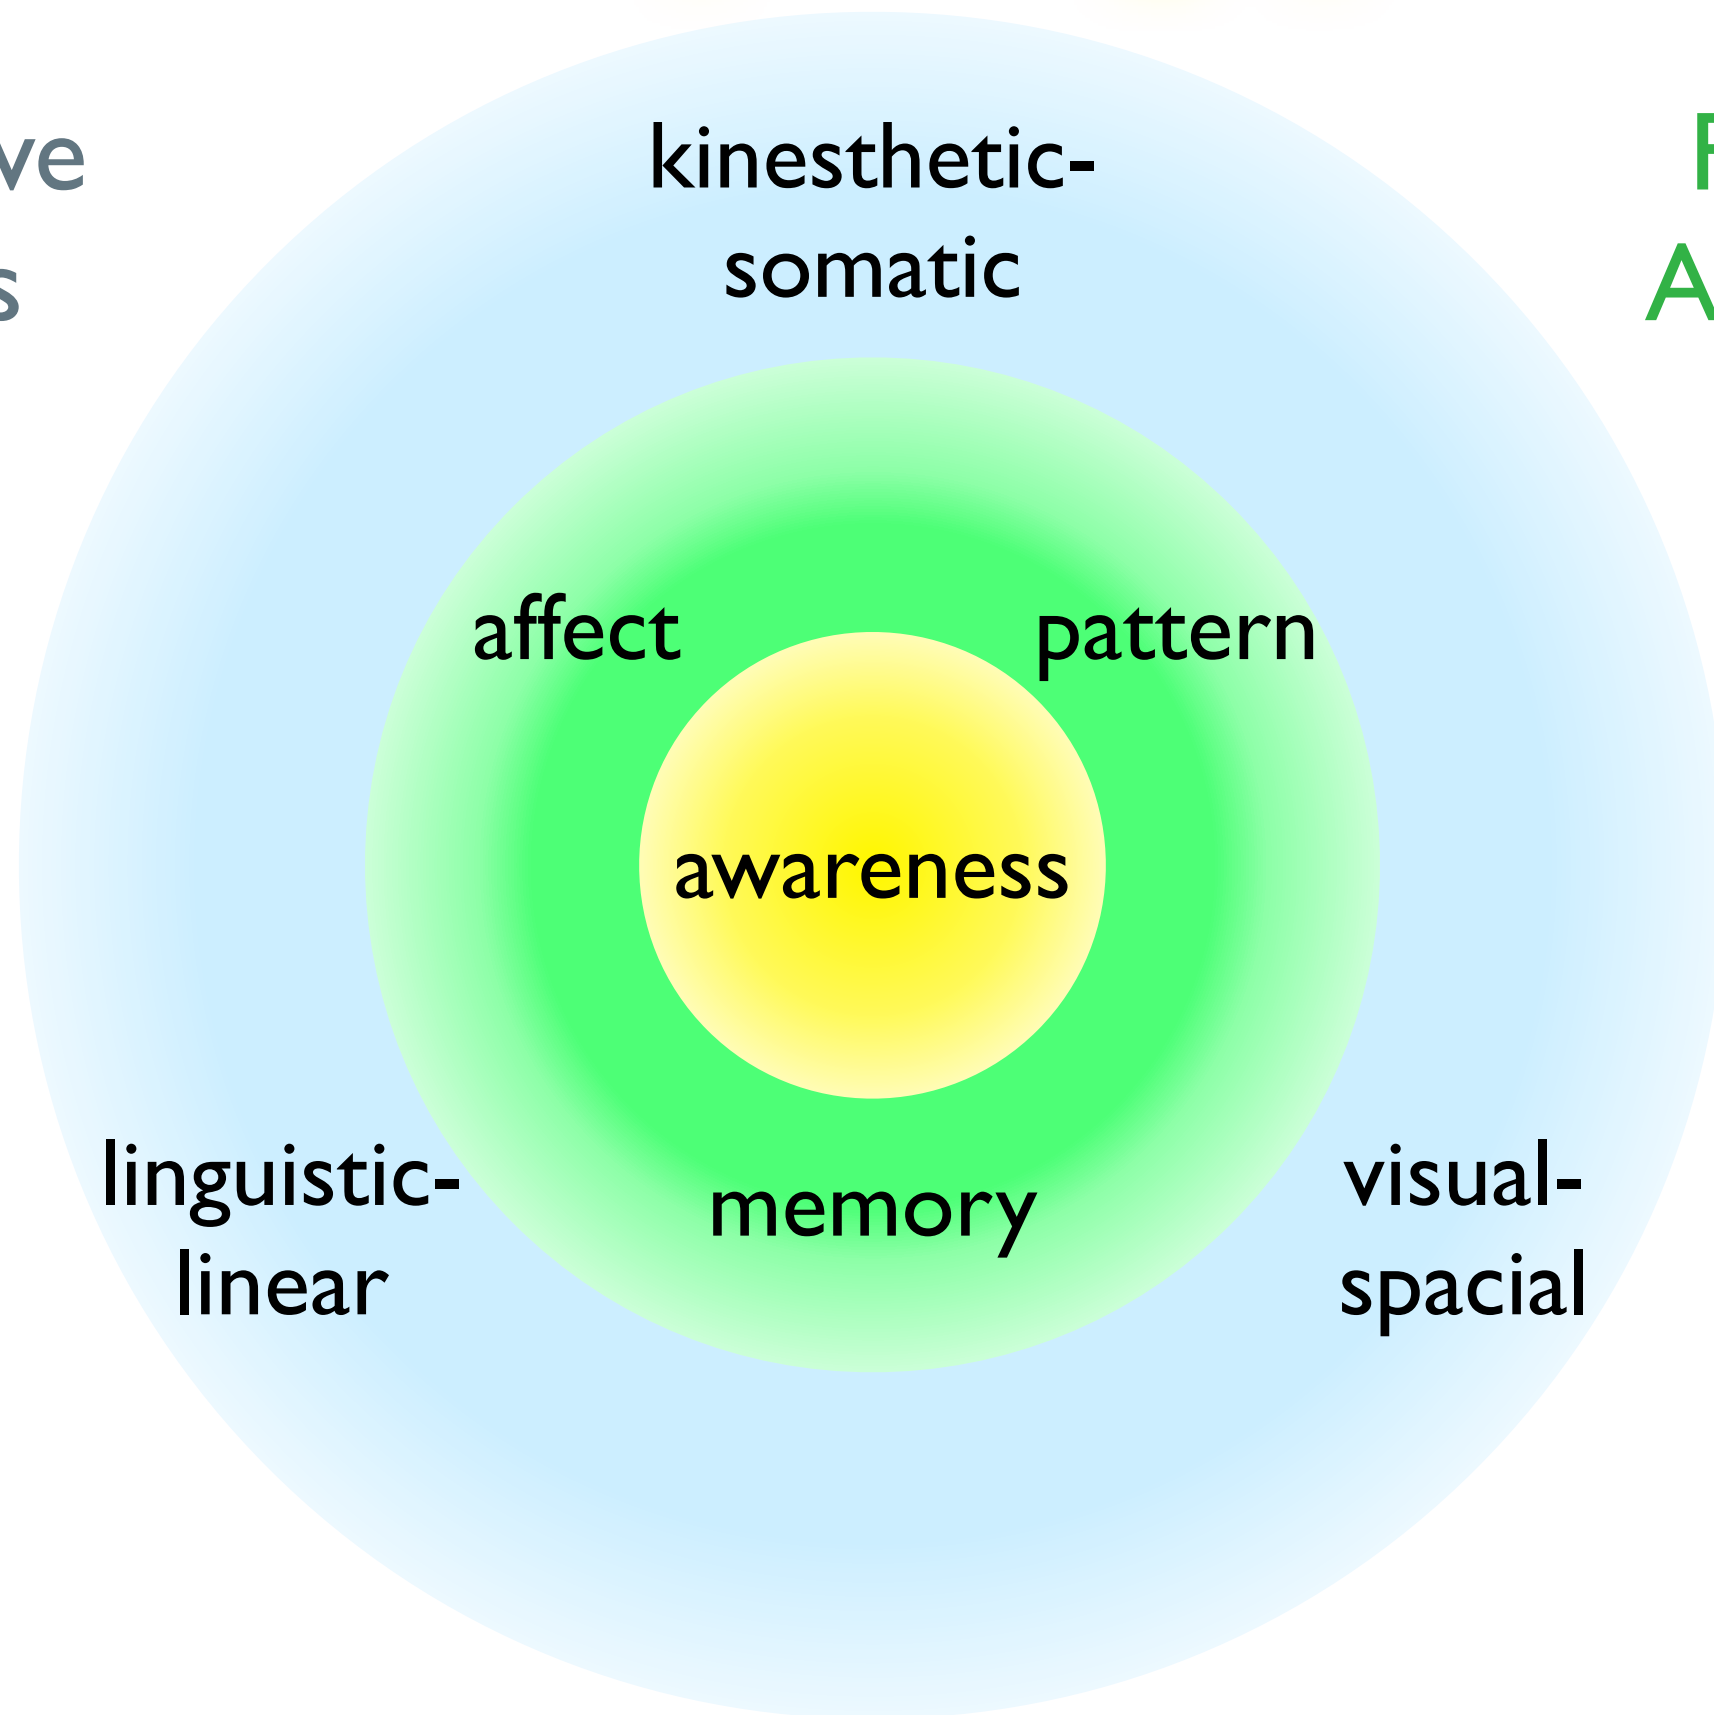 kinesthetic-
somatic
affect
pattern
awareness
memory
linguistic-
linear
visual-
spacial